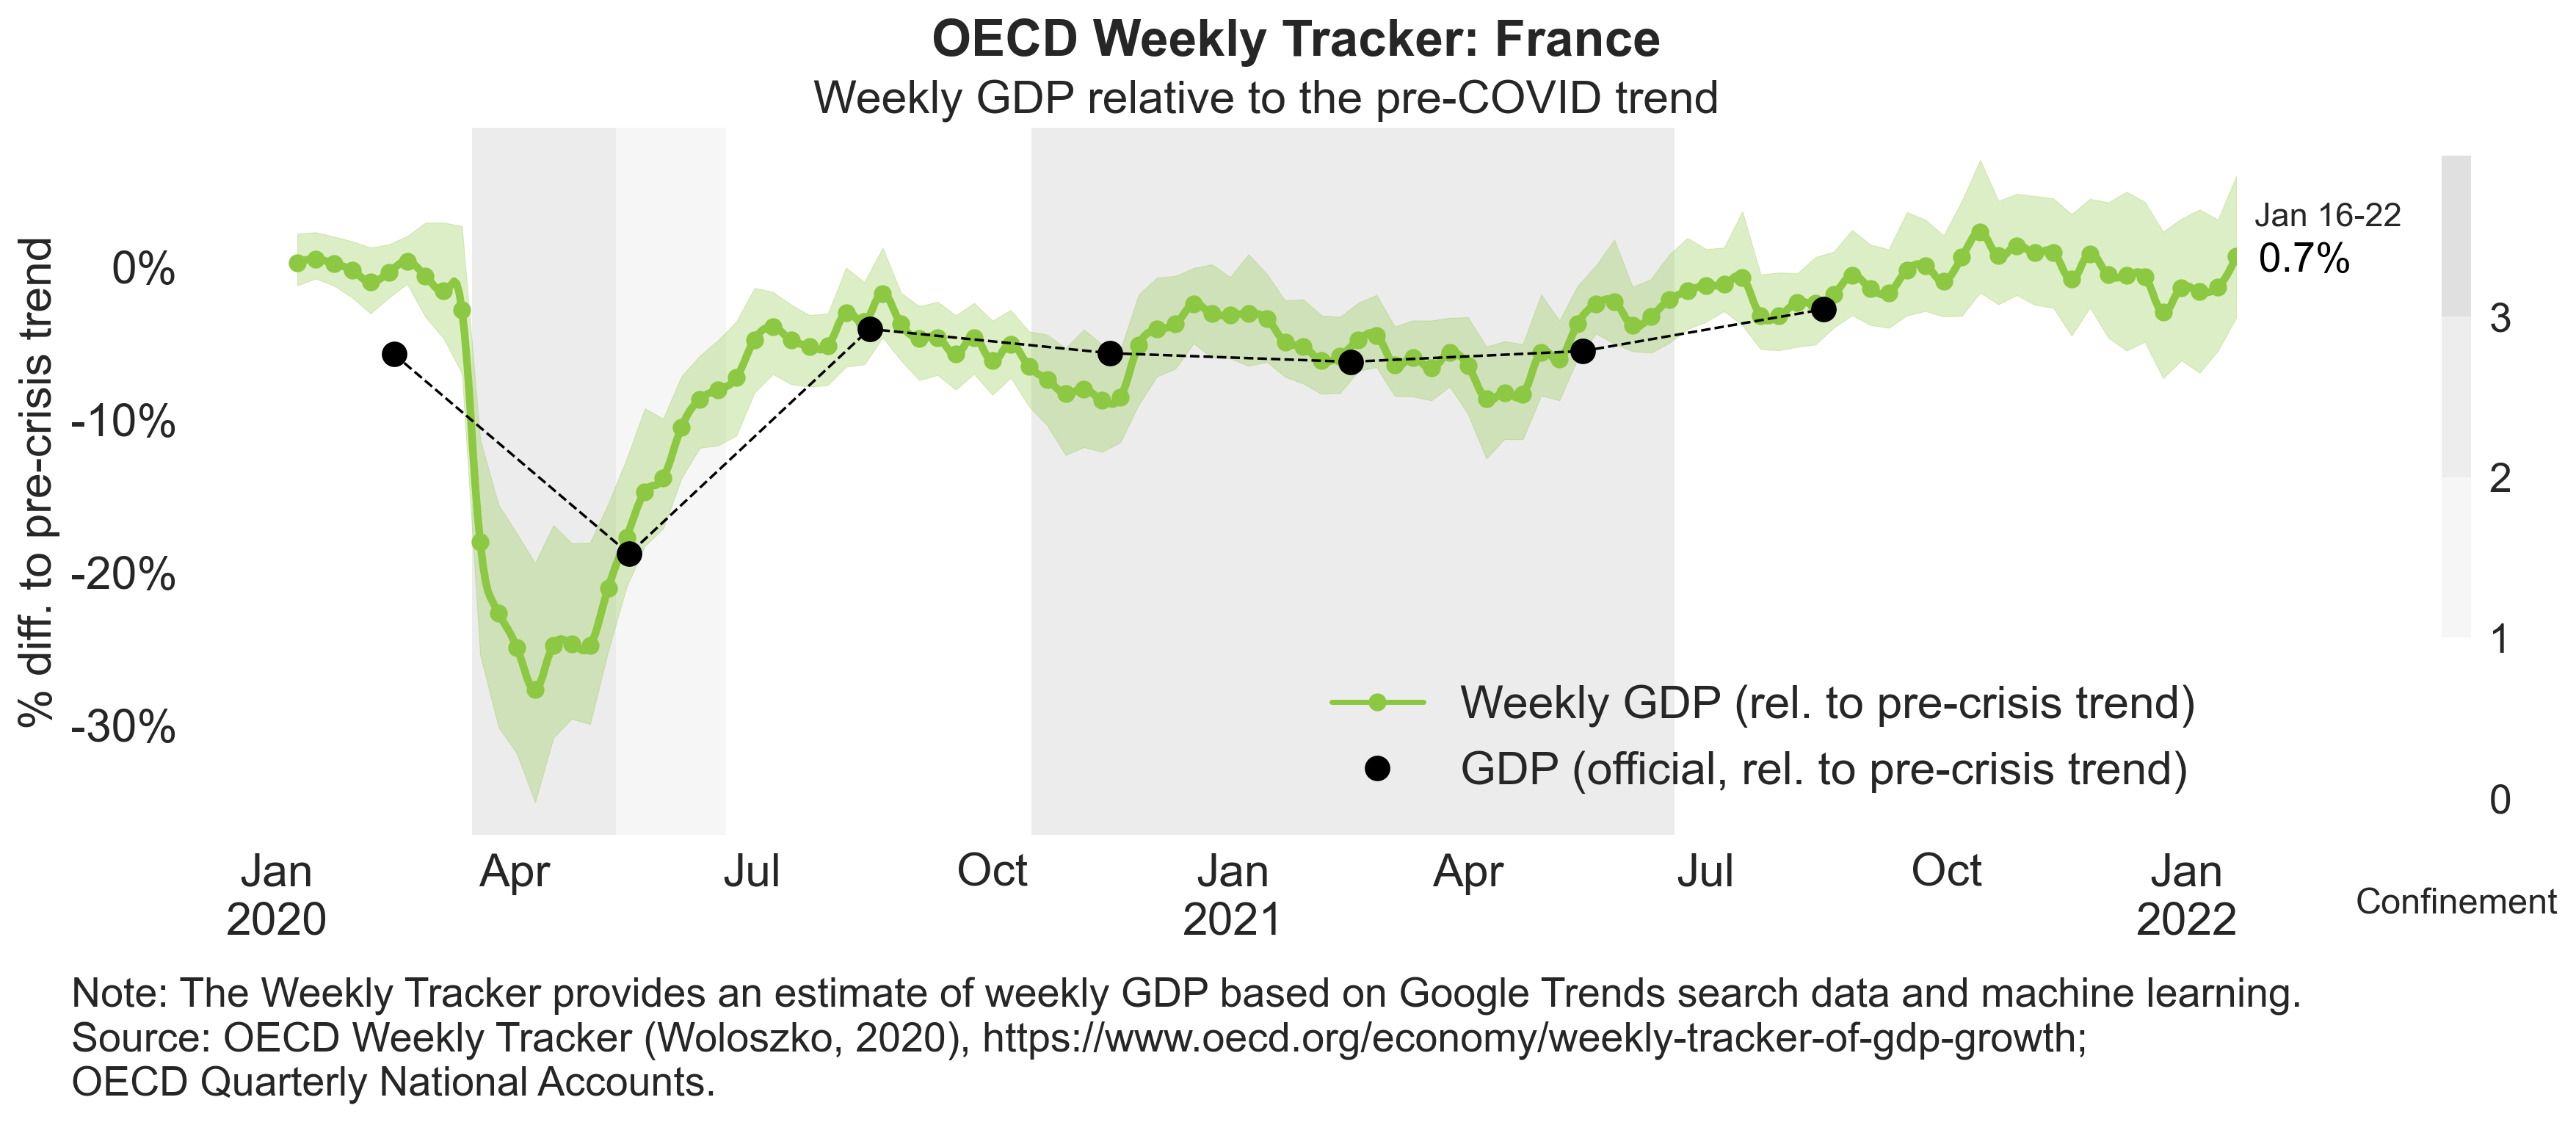 OECD Weekly Tracker: France
Weekly GDP relative to the pre-COVID trend
% diff. to pre-crisis trend
0%
-10%
-20%
-30%
Jan 16-22
0.7%
3
2
1
0
Confinement
Weekly GDP (rel. to pre-crisis trend)
GDP (official, rel. to pre-crisis trend)
Jan Apr Jul Oct Jan Apr Jul Oct Jan
2020 2021 2022
Note: The Weekly Tracker provides an estimate of weekly GDP based on Google Trends search data and machine learning.
Source: OECD Weekly Tracker (Woloszko, 2020), https://www.oecd.org/economy/weekly-tracker-of-gdp-growth;
OECD Quarterly National Accounts.